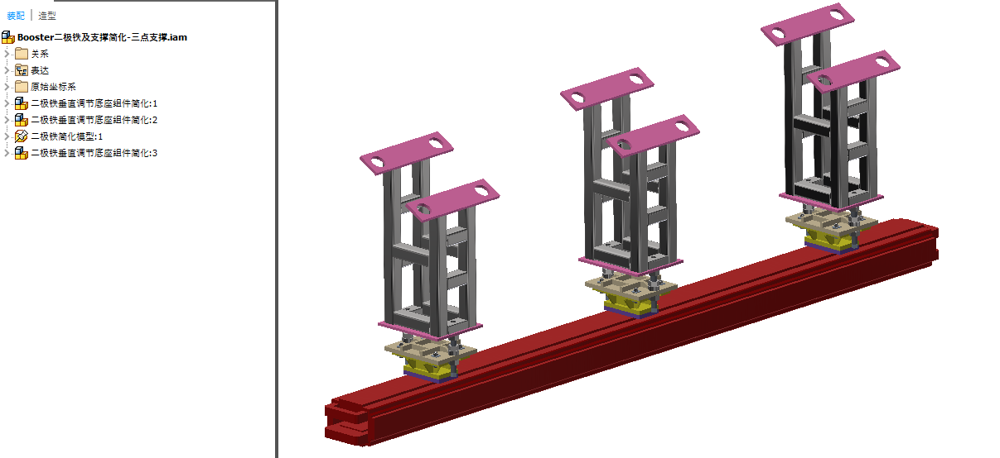 装配 | 造型
Booster二极铁及支撑简化-三点支撑.iam
关系
表达
原始坐标系
二极铁垂直调节底座组件简化:1
二极铁垂直调节底座组件简化:2
二极铁简化模型:1
二极铁垂直调节底座组件简化:3